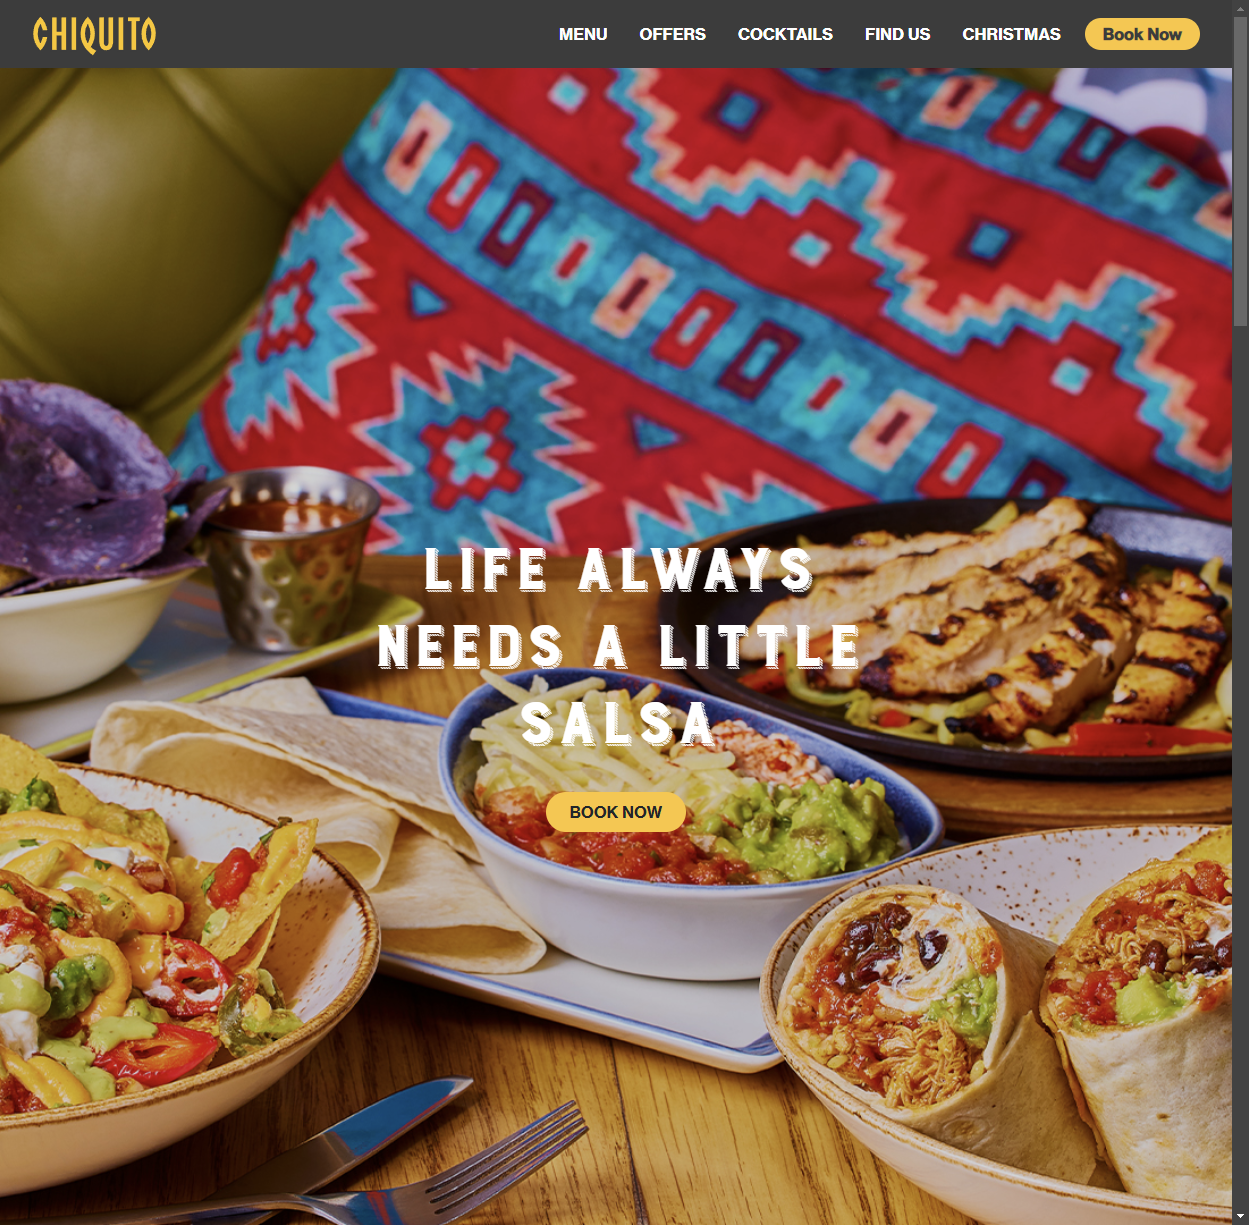 CHIQUITO
MENU OFFERS COCKTAILS FIND US CHRISTMAS Book Now
LIFE ALWAYS
NEEDS A LITTLE
SALSA
BOOK NOW